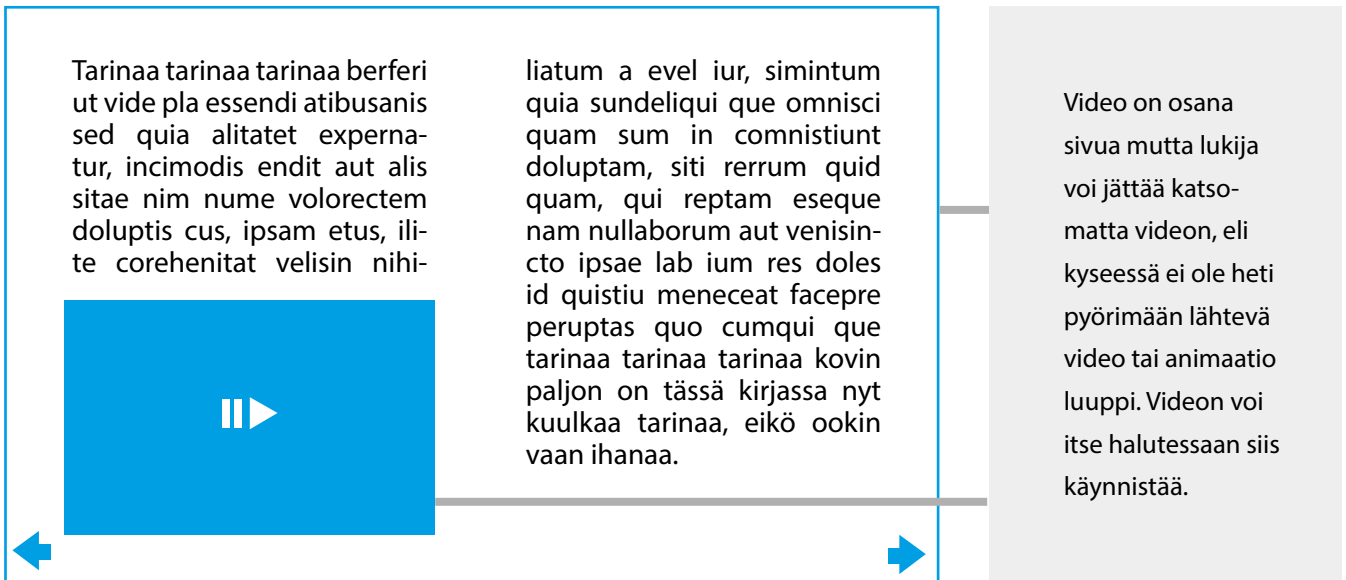 Tarinaa tarinaa tarinaa berferi
ut vide pla essendi atibusanis
sed quia alitatet experna-
tur, incimodis endit aut alis
sitae nim nume volorectem
doluptis cus, ipsam etus, ili-
te corehenitat velisin nihi-
liatum a evel iur, simintum
quia sundeliqui que omnisci
quam sum in comnistiunt
doluptam, siti rerrum quid
quam, qui reptam eseque
nam nullaborum aut venisin-
cto ipsae lab ium res doles
id quistiu meneceat facepre
peruptas quo cumqui que
tarinaa tarinaa tarinaa kovin
paljon on tässä kirjassa nyt
kuulkaa tarinaa, eikö ookin
vaan ihanaa.
Video on osana
sivua mutta lukija
voi jättää katso-
matta videon, eli
kyseessä ei ole heti
pyörimään lähtevä
video tai animaatio
luuppi. Videon voi
itse halutessaan siis
käynnistää.